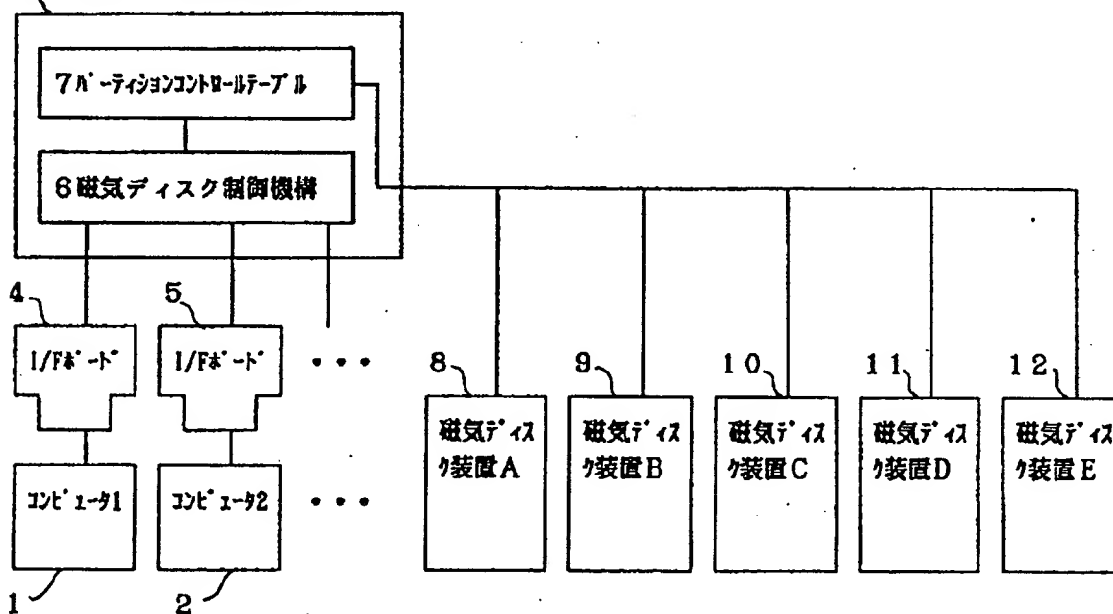 7パーティションコントロールテーブル
6磁気ディスク制御機構
4
5
I/Fボード
I/Fボード
・・・
8
9
10
11
12
磁気ディス
ク装置A
磁気ディス
ク装置B
磁気ディス
ク装置C
磁気ディス
ク装置D
磁気ディス
ク装置E
コンピュータ1
コンピュータ2
・・・
1
2